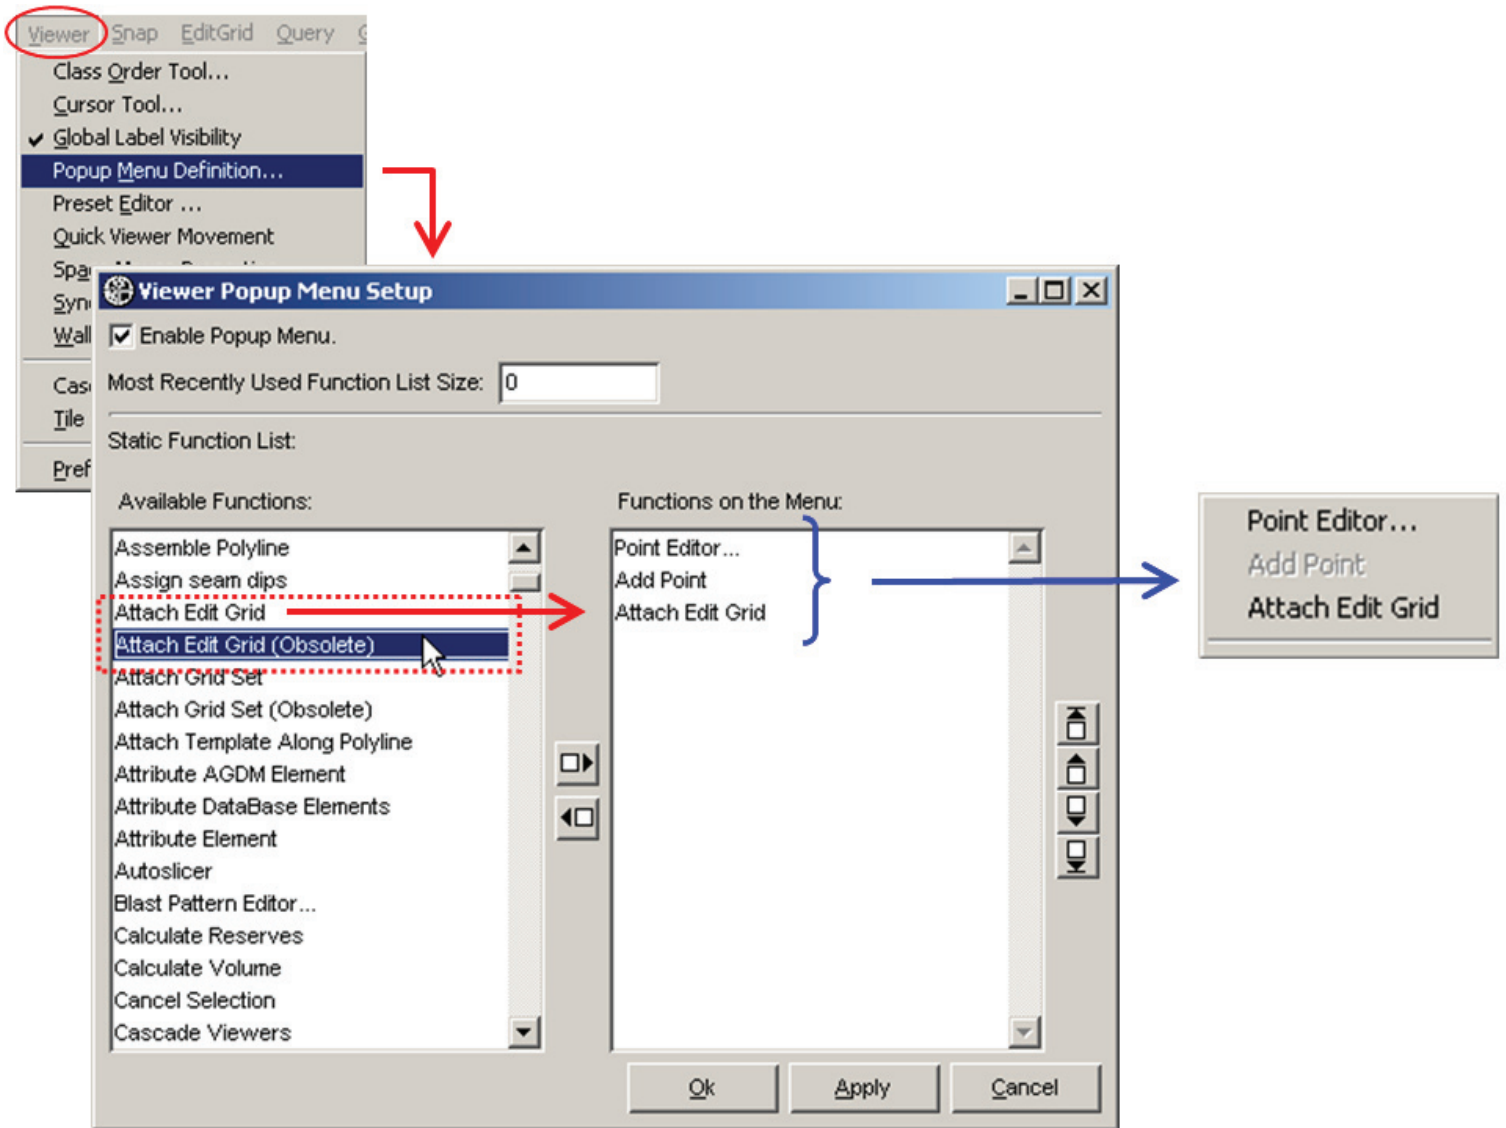 Viewer Snap EditGrid Query
Class Order Tool...
Cursor Tool...
Global Label Visibility
Popup Menu Definition...
Preset Editor ...
Quick Viewer Movement
Spa
Syn
Wall
Cas
Tile
Pref
Viewer Popup Menu Setup
Enable Popup Menu.
Most Recently Used Function List Size: 0
Static Function List:
Available Functions:
Assemble Polyline
Assign seam dips
Attach Edit Grid
Attach Edit Grid (Obsolete)
Attach Grid Set
Attach Grid Set (Obsolete)
Attach Template Along Polyline
Attribute AGDM Element
Attribute DataBase Elements
Attribute Element
Autoslicer
Blast Pattern Editor...
Calculate Reserves
Calculate Volume
Cancel Selection
Cascade Viewers
Functions on the Menu:
Point Editor...
Add Point
Attach Edit Grid
Ok Apply Cancel
Point Editor...
Add Point
Attach Edit Grid